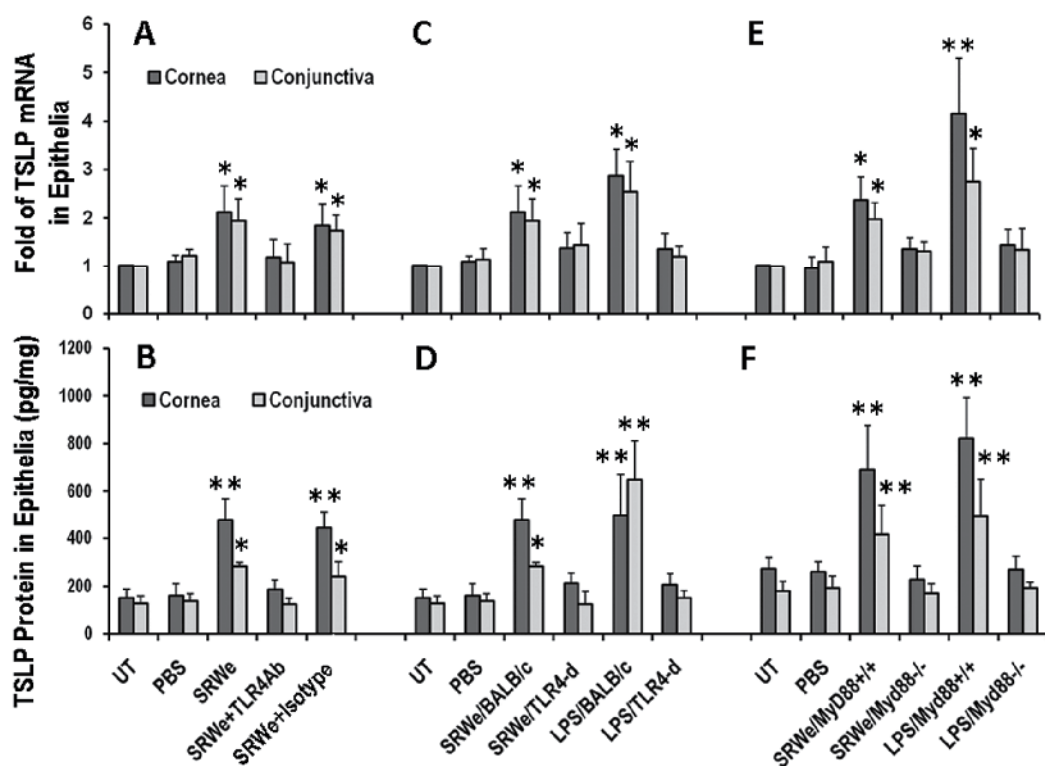 Fold of TSLP mRNA
in Epithelia
6
5
4
3
2
1
0
A
Cornea Conjunctiva
* * * *
C
* * * *
E
* * ** *
TSLP Protein in Epithelia (pg/mg)
1200
1000
800
600
400
200
0
B
Cornea Conjunctiva
** * ** *
D
** * ** **
F
** ** ** **
UT
PBS
SRWe
SRWe+TLR4Ab
SRWe+Isotype
UT
PBS
SRWe/BALB/c
SRWe/TLR4-d
LPS/BALB/c
LPS/TLR4-d
UT
PBS
SRWe/MyD88+/+
SRWe/Myd88-/-
LPS/Myd88+/+
LPS/Myd88-/-